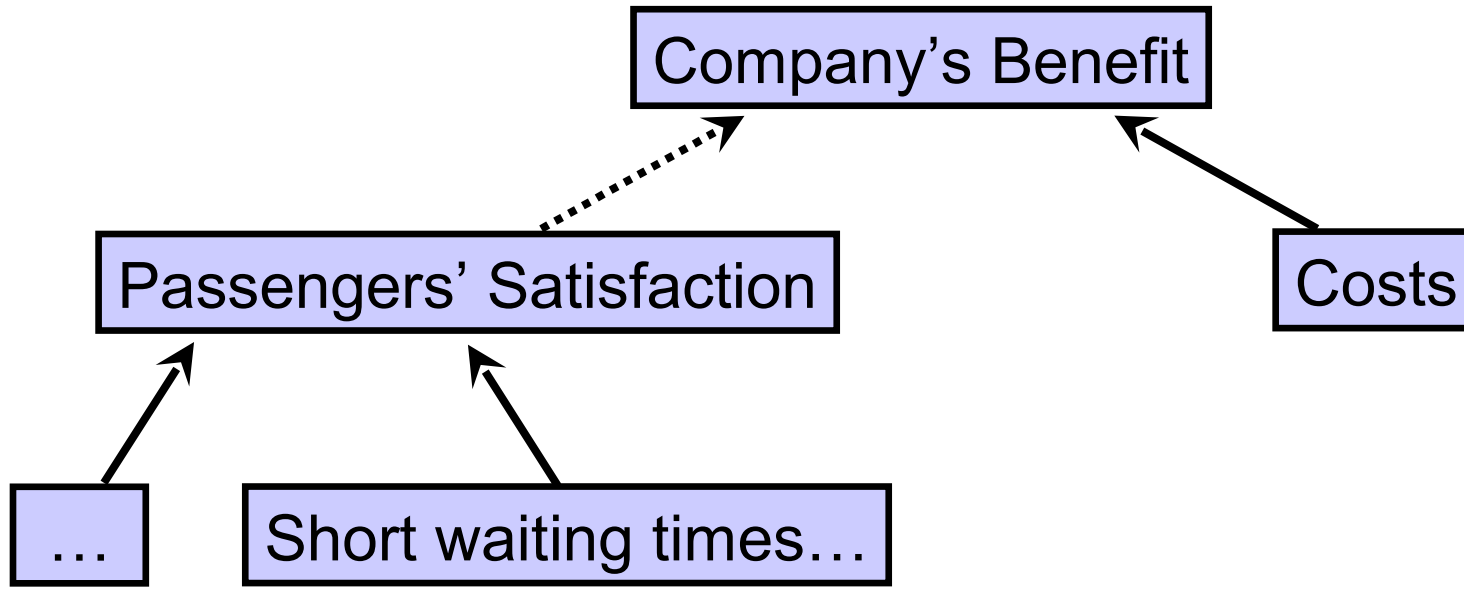 Company’s Benefit
Passengers’ Satisfaction
Costs
…
Short waiting times…